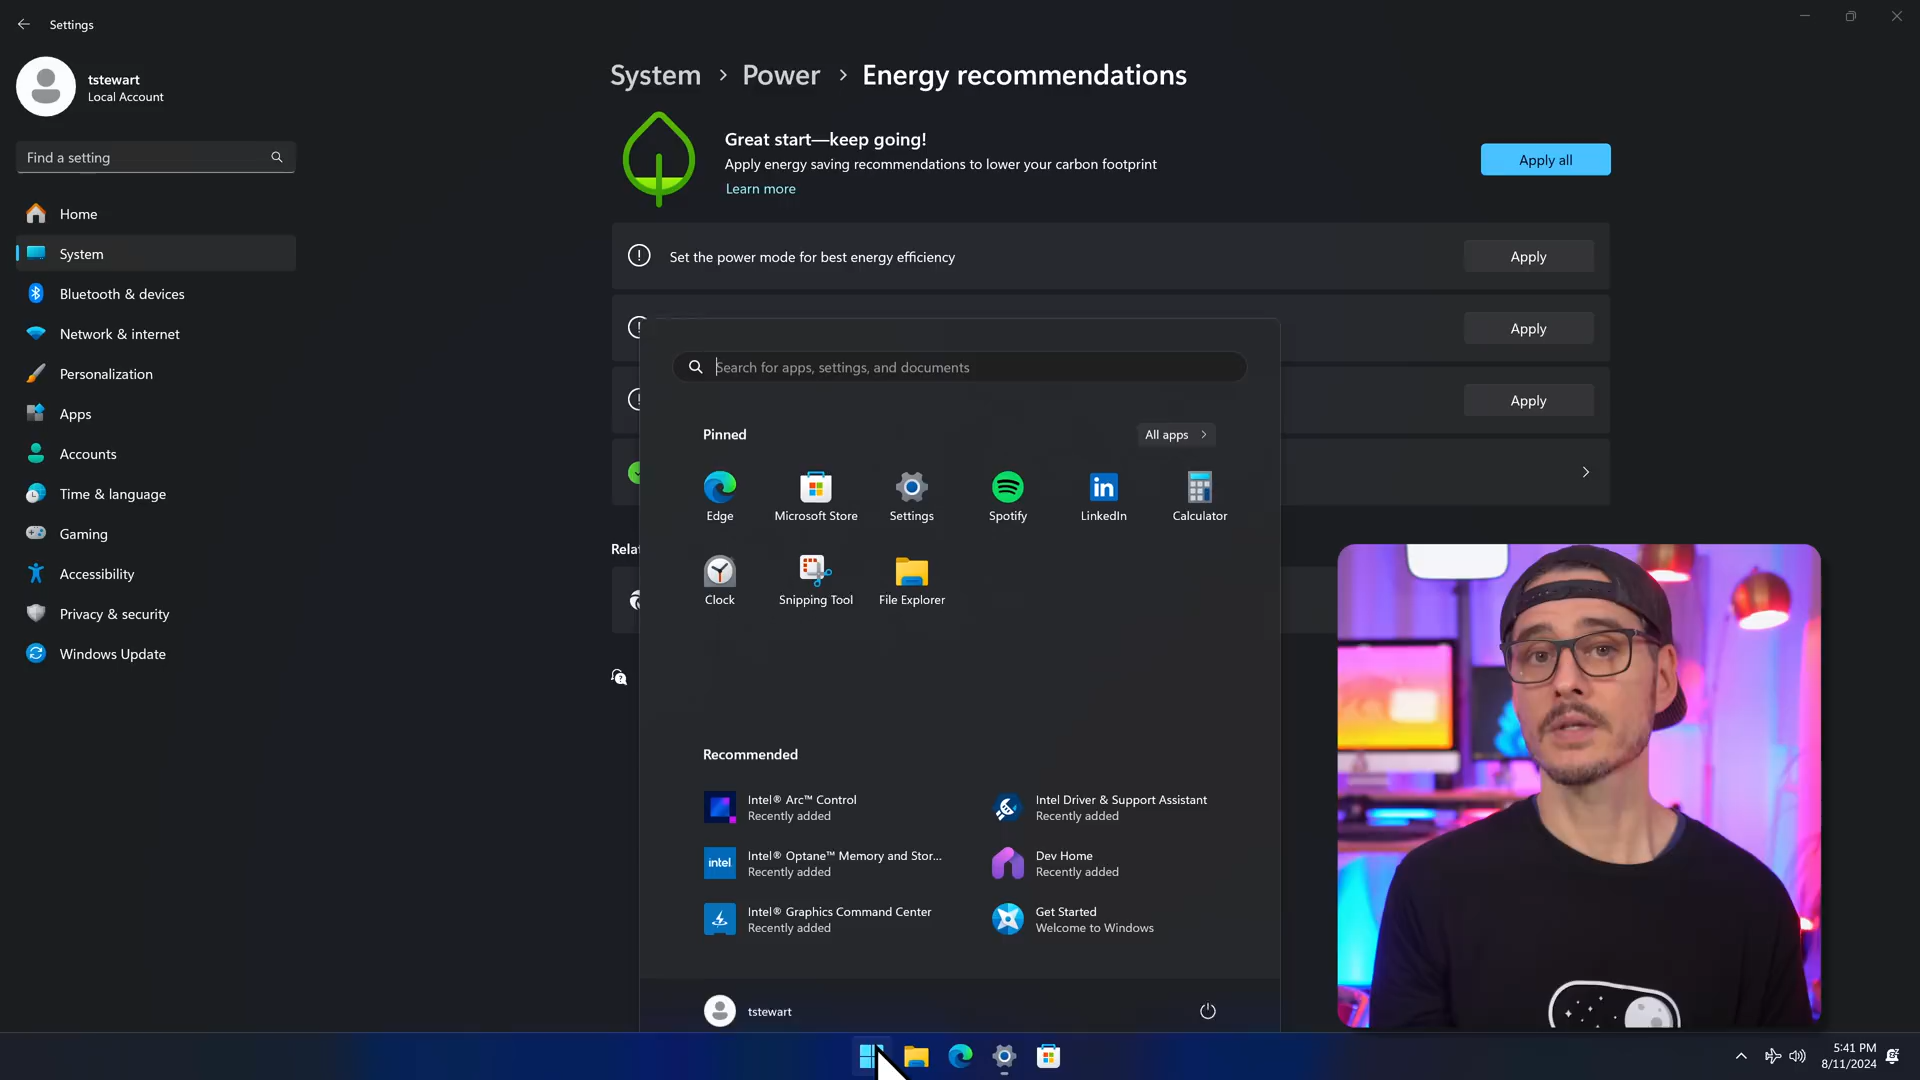 Settings
tstewart
Local Account
Find a setting
Home
System
Bluetooth & devices
Network & internet
Personalization
Apps
Accounts
Time & language
Gaming
Accessibility
Privacy & security
Windows Update
System > Power > Energy recommendations
Great start—keep going!
Apply energy saving recommendations to lower your carbon footprint
Learn more
Apply all
Set the power mode for best energy efficiency
Apply
Apply
Apply
Search for apps, settings, and documents
Pinned
All apps >
Edge
Microsoft Store
Settings
Spotify
LinkedIn
Calculator
Clock
Snipping Tool
File Explorer
Recommended
Intel® Arc™ Control
Recently added
Intel Driver & Support Assistant
Recently added
intel
Intel® Optane™ Memory and Stor...
Recently added
Dev Home
Recently added
Intel® Graphics Command Center
Recently added
Get Started
Welcome to Windows
tstewart
5:41 PM
8/11/2024